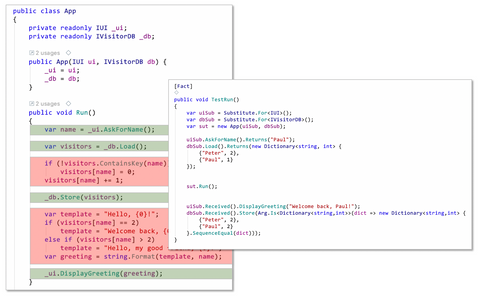 public class App
{
private readonly IUI _ui;
private readonly IVisitorDB _db;
2 usages
public App(IUI ui, IVisitorDB db) {
_ui = ui;
_db = db;
}
2 usages
public void Run()
{
var name = _ui.AskForName();
var visitors = _db.Load();
if (!visitors.ContainsKey(name)
visitors[name] = 0;
visitors[name] += 1;
_db.Store(visitors);
var template = "Hello, {0}!";
if (visitors[name] == 2)
template = "Welcome back, {
else if (visitors[name] > 2)
template = "Hello, my good
var greeting = string.Format(template, name);
_ui.DisplayGreeting(greeting);
}
[Fact]
public void TestRun()
{
var uiSub = Substitute.For<IUI>();
var dbSub = Substitute.For<IVisitorDB>();
var sut = new App(uiSub, dbSub);
uiSub.AskForName().Returns("Paul");
dbSub.Load().Returns(new Dictionary<string, int> {
{"Peter", 2},
{"Paul", 1}
});
sut.Run();
uiSub.Received().DisplayGreeting("Welcome back, Paul!");
dbSub.Received().Store(Arg.Is<Dictionary<string,int>>(dict => new Dictionary<string,int> {
{"Peter", 2},
{"Paul", 2}
}.SequenceEqual(dict)));
}